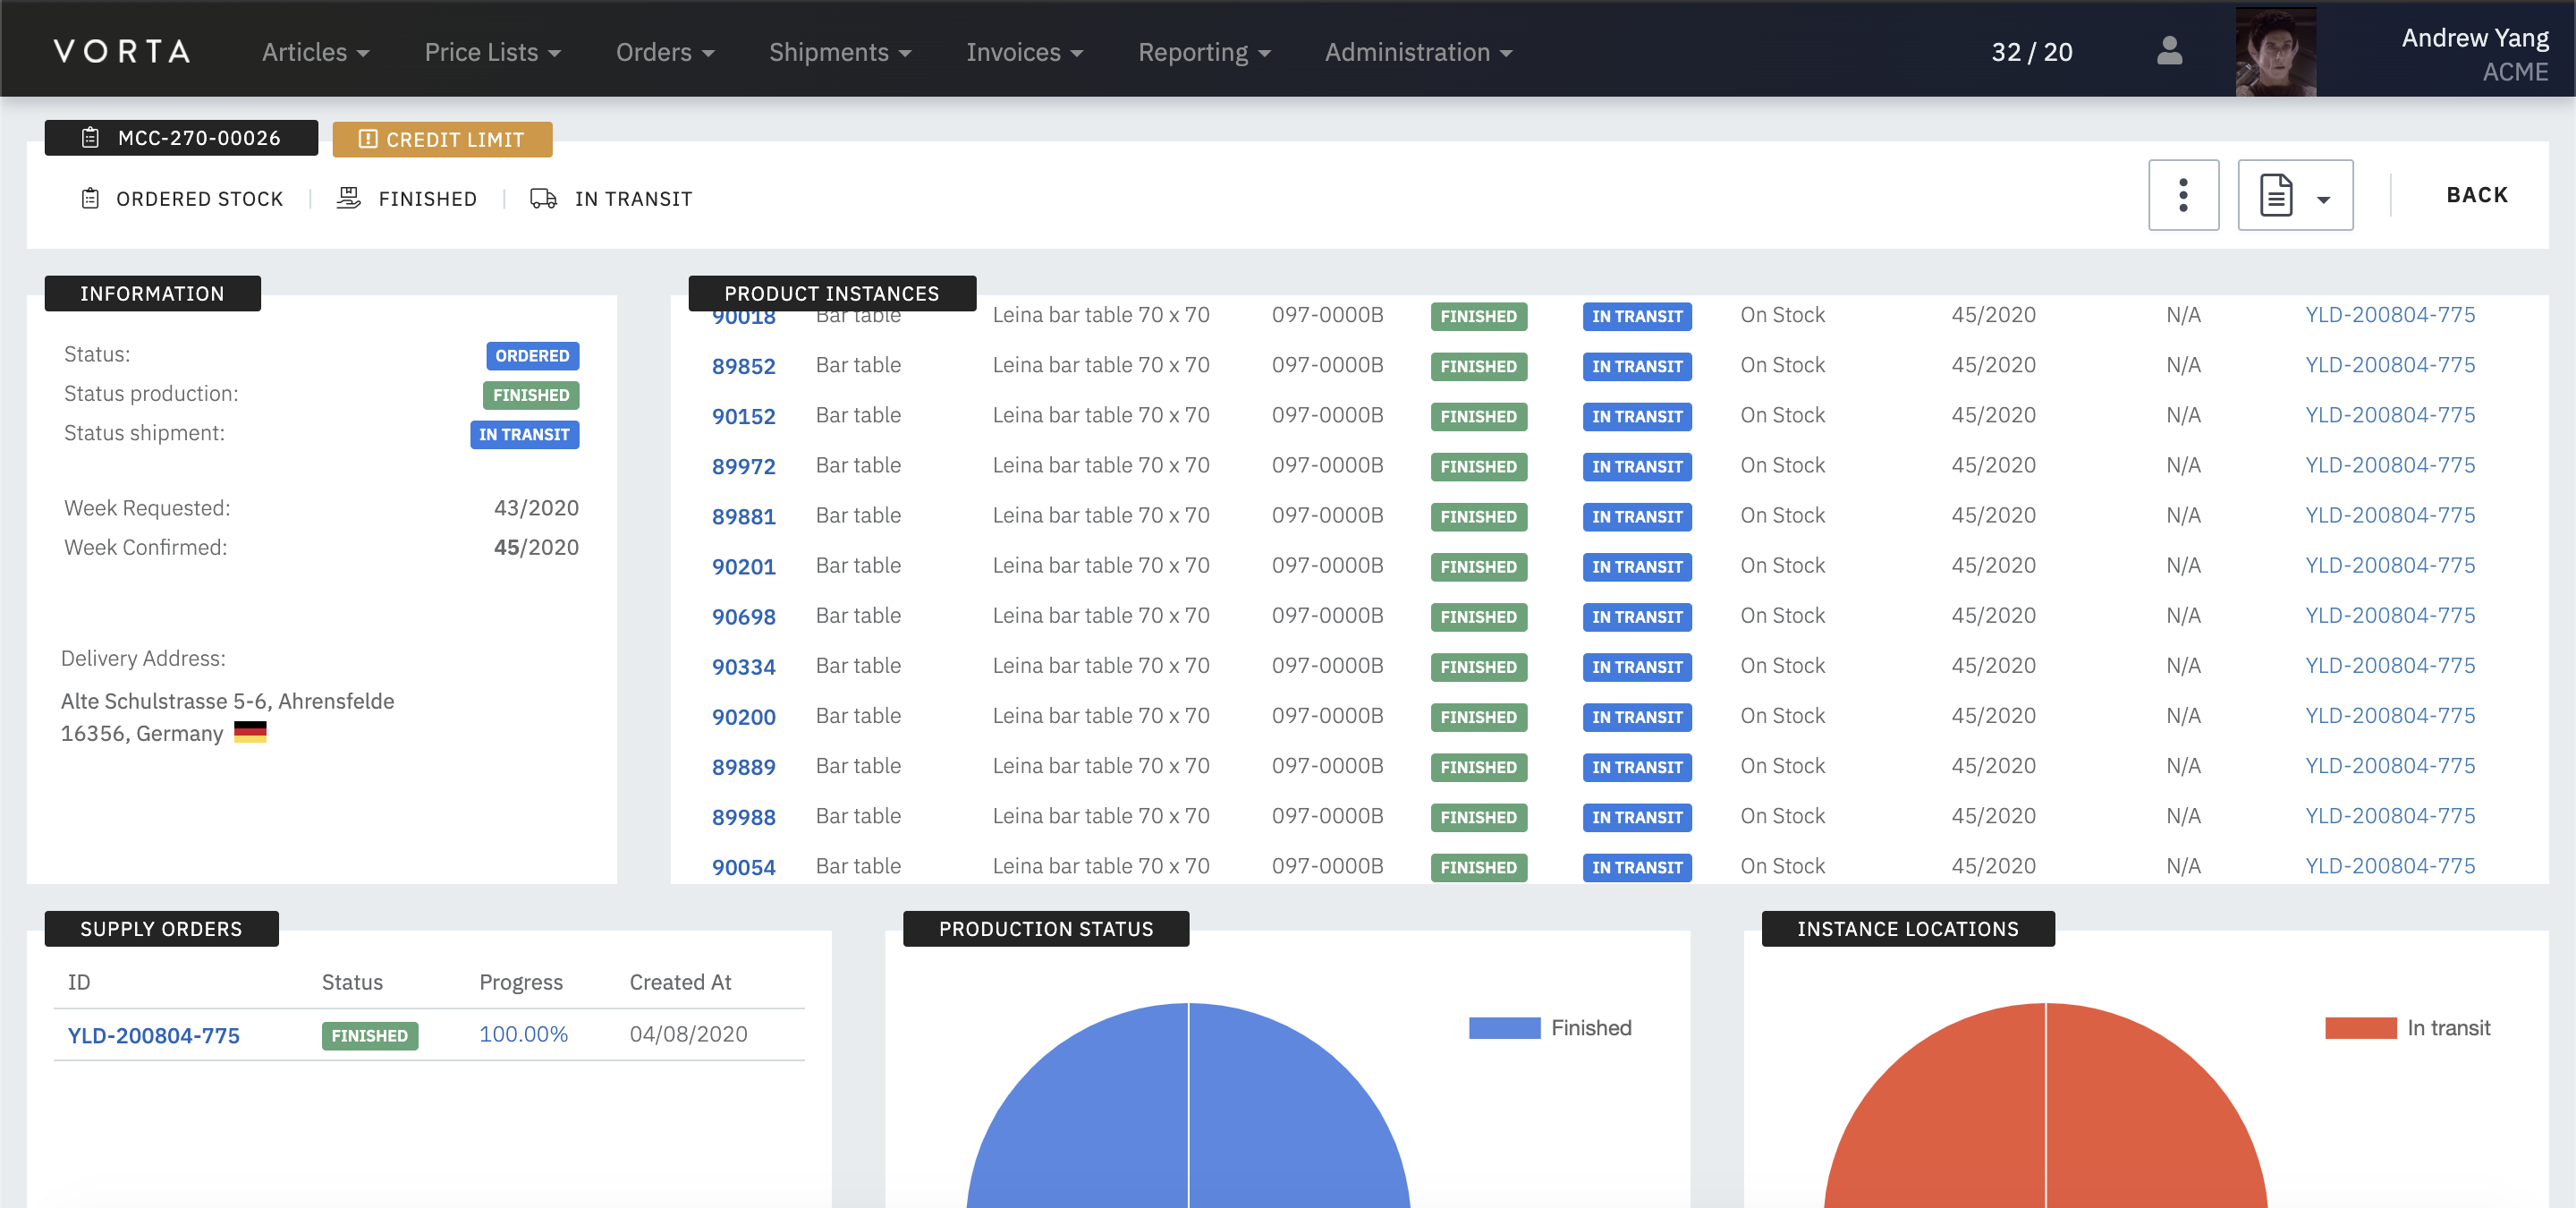 VORTA Articles Price Lists Orders Shipments Invoices Reporting Administration 32 / 20 Andrew Yang
ACME
MCC-270-00026 CREDIT LIMIT
ORDERED STOCK FINISHED IN TRANSIT BACK
INFORMATION
Status: ORDERED
Status production: FINISHED
Status shipment: IN TRANSIT
Week Requested: 43/2020
Week Confirmed: 45/2020
Delivery Address:
Alte Schulstrasse 5-6, Ahrensfelde
16356, Germany
PRODUCT INSTANCES
90018 Bar table Leina bar table 70 x 70 097-0000B FINISHED IN TRANSIT On Stock 45/2020 N/A YLD-200804-775
89852 Bar table Leina bar table 70 x 70 097-0000B FINISHED IN TRANSIT On Stock 45/2020 N/A YLD-200804-775
90152 Bar table Leina bar table 70 x 70 097-0000B FINISHED IN TRANSIT On Stock 45/2020 N/A YLD-200804-775
89972 Bar table Leina bar table 70 x 70 097-0000B FINISHED IN TRANSIT On Stock 45/2020 N/A YLD-200804-775
89881 Bar table Leina bar table 70 x 70 097-0000B FINISHED IN TRANSIT On Stock 45/2020 N/A YLD-200804-775
90201 Bar table Leina bar table 70 x 70 097-0000B FINISHED IN TRANSIT On Stock 45/2020 N/A YLD-200804-775
90698 Bar table Leina bar table 70 x 70 097-0000B FINISHED IN TRANSIT On Stock 45/2020 N/A YLD-200804-775
90334 Bar table Leina bar table 70 x 70 097-0000B FINISHED IN TRANSIT On Stock 45/2020 N/A YLD-200804-775
90200 Bar table Leina bar table 70 x 70 097-0000B FINISHED IN TRANSIT On Stock 45/2020 N/A YLD-200804-775
89889 Bar table Leina bar table 70 x 70 097-0000B FINISHED IN TRANSIT On Stock 45/2020 N/A YLD-200804-775
89988 Bar table Leina bar table 70 x 70 097-0000B FINISHED IN TRANSIT On Stock 45/2020 N/A YLD-200804-775
90054 Bar table Leina bar table 70 x 70 097-0000B FINISHED IN TRANSIT On Stock 45/2020 N/A YLD-200804-775
SUPPLY ORDERS
ID Status Progress Created At
YLD-200804-775 FINISHED 100.00% 04/08/2020
PRODUCTION STATUS
Finished
INSTANCE LOCATIONS
In transit